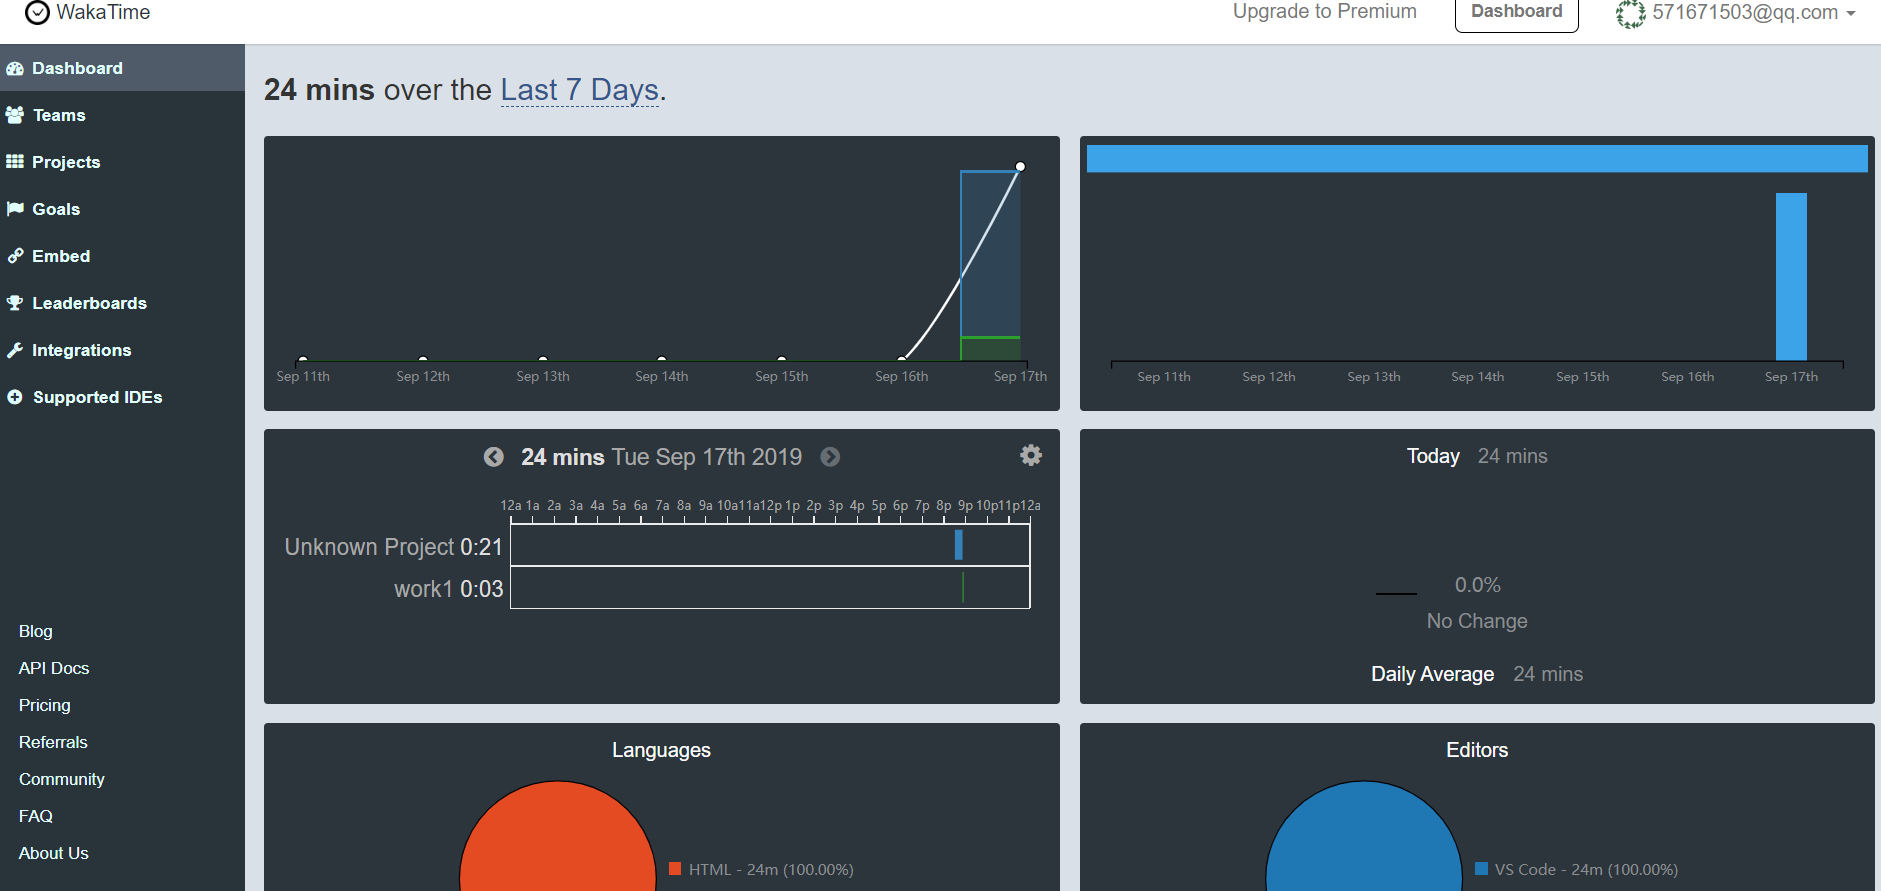 WakaTime
Upgrade to Premium
Dashboard
571671503@qq.com
Dashboard
Teams
Projects
Goals
Embed
Leaderboards
Integrations
Supported IDEs
Blog
API Docs
Pricing
Referrals
Community
FAQ
About Us
24 mins over the Last 7 Days.
Sep 11th Sep 12th Sep 13th Sep 14th Sep 15th Sep 16th Sep 17th
Sep 11th Sep 12th Sep 13th Sep 14th Sep 15th Sep 16th Sep 17th
24 mins Tue Sep 17th 2019
12a 1a 2a 3a 4a 5a 6a 7a 8a 9a 10a 11a 12p 1p 2p 3p 4p 5p 6p 7p 8p 9p 10p 11p 12a
Unknown Project 0:21
work1 0:03
Today 24 mins
0.0%
No Change
Daily Average 24 mins
Languages
HTML - 24m (100.00%)
Editors
VS Code - 24m (100.00%)